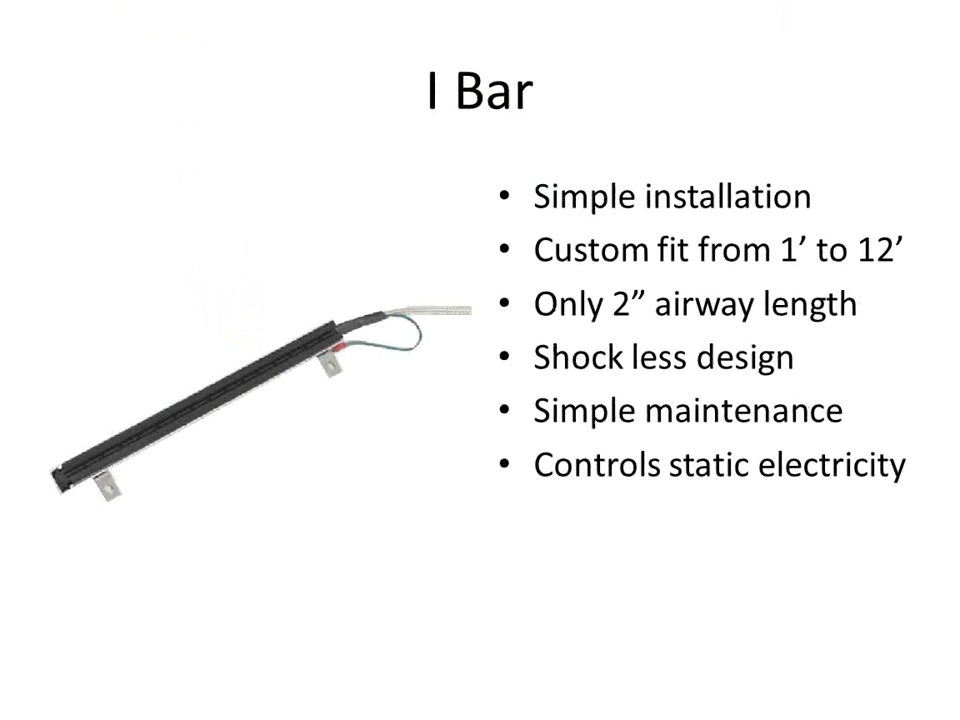 I Bar
• Simple installation
• Custom fit from 1’ to 12’
• Only 2” airway length
• Shock less design
• Simple maintenance
• Controls static electricity